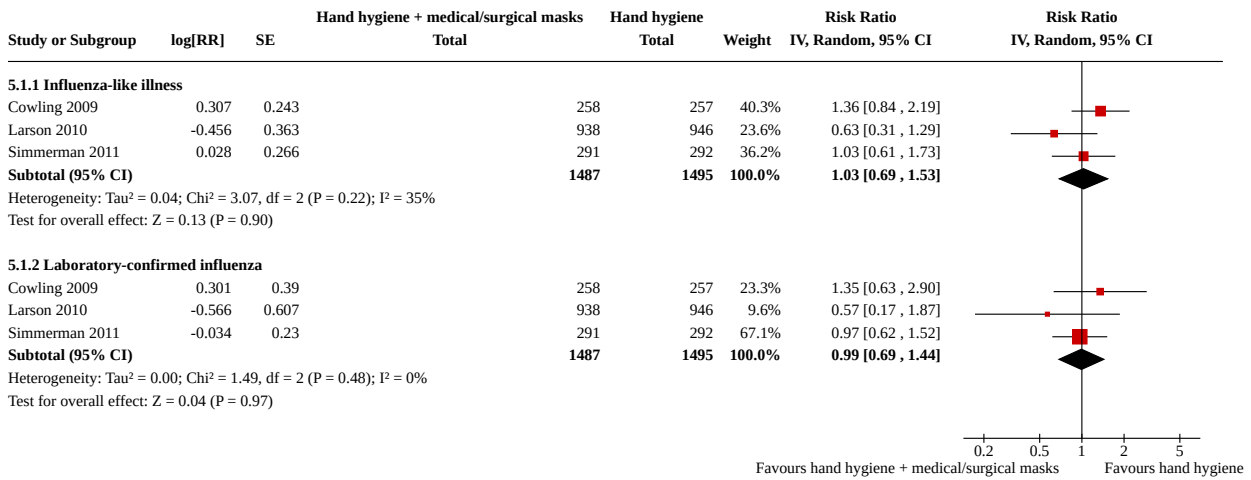 Hand hygiene + medical/surgical masks Hand hygiene Risk Ratio Risk Ratio
Study or Subgroup log[RR] SE Total Total Weight IV, Random, 95% CI IV, Random, 95% CI
5.1.1 Influenza-like illness
Cowling 2009 0.307 0.243 258 257 40.3% 1.36 [0.84 , 2.19]
Larson 2010 -0.456 0.363 938 946 23.6% 0.63 [0.31 , 1.29]
Simmerman 2011 0.028 0.266 291 292 36.2% 1.03 [0.61 , 1.73]
Subtotal (95% CI) 1487 1495 100.0% 1.03 [0.69 , 1.53]
Heterogeneity: Tau² = 0.04; Chi² = 3.07, df = 2 (P = 0.22); I² = 35%
Test for overall effect: Z = 0.13 (P = 0.90)
5.1.2 Laboratory-confirmed influenza
Cowling 2009 0.301 0.39 258 257 23.3% 1.35 [0.63 , 2.90]
Larson 2010 -0.566 0.607 938 946 9.6% 0.57 [0.17 , 1.87]
Simmerman 2011 -0.034 0.23 291 292 67.1% 0.97 [0.62 , 1.52]
Subtotal (95% CI) 1487 1495 100.0% 0.99 [0.69 , 1.44]
Heterogeneity: Tau² = 0.00; Chi² = 1.49, df = 2 (P = 0.48); I² = 0%
Test for overall effect: Z = 0.04 (P = 0.97)
0.2 0.5 1 2 5
Favours hand hygiene + medical/surgical masks Favours hand hygiene